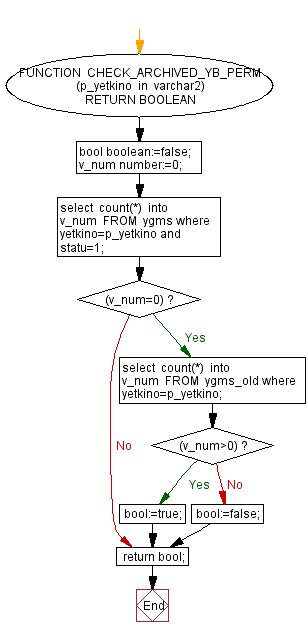 FUNCTION CHECK_ARCHIVED_YB_PERM
(p_yetkino in varchar2)
RETURN BOOLEAN
bool boolean:=false;
v_num number:=0;
select count(*) into
v_num FROM ygms where
yetkino=p_yetkino and
statu=1;
(v_num=0) ?
Yes
select count(*) into
v_num FROM ygms_old where
yetkino=p_yetkino;
No
(v_num>0) ?
Yes
No
bool:=true;
bool:=false;
return bool;
End